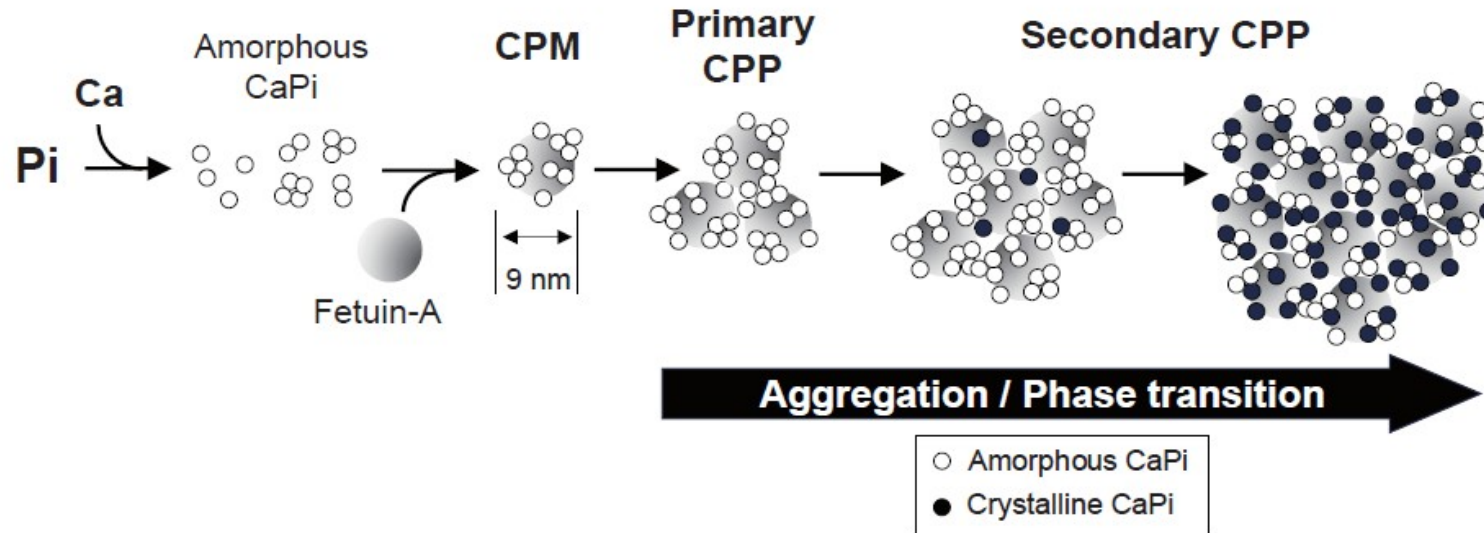 Pi
Ca
Amorphous
CaPi
Fetuin-A
CPM
9 nm
Primary
CPP
Secondary CPP
Aggregation / Phase transition
Amorphous CaPi
Crystalline CaPi